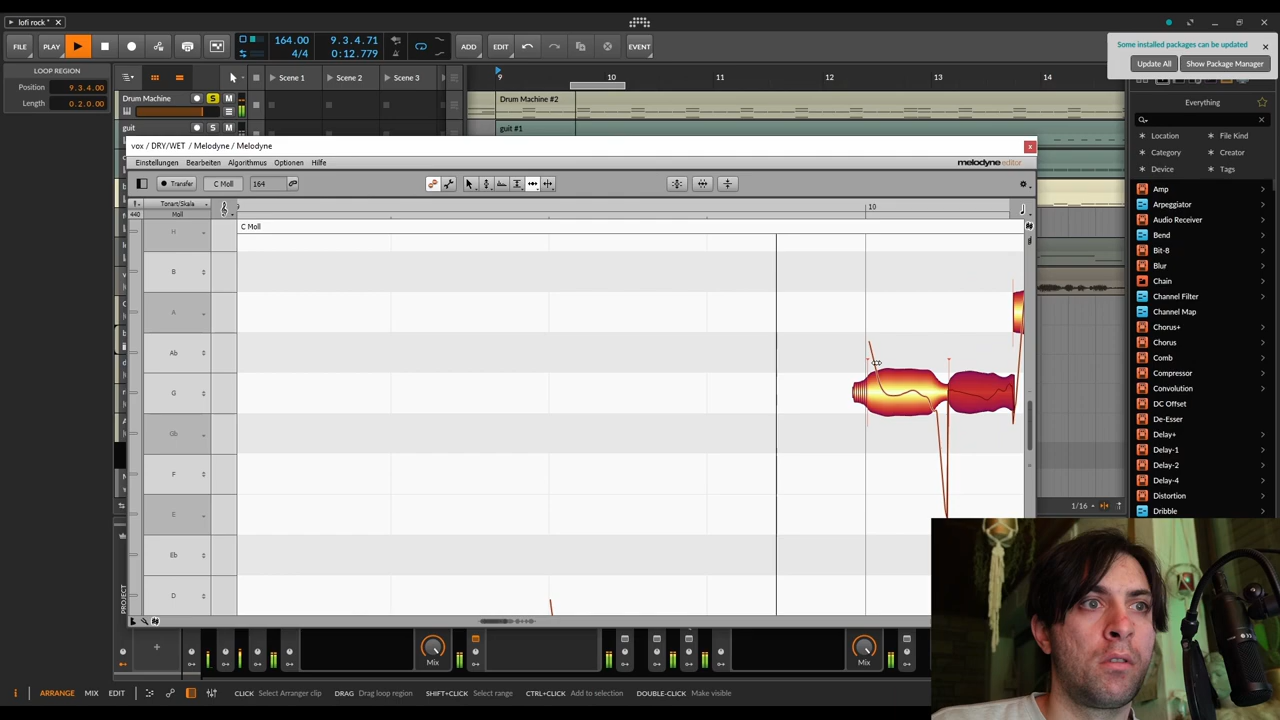 lofi rock *
FILE PLAY 164.00 4/4 9.3.4.71 0:12.779 ADD EDIT EVENT
Some installed packages can be updated
Update All Show Package Manager
LOOP REGION
Position 9.3.4.00
Length 0.2.0.00
Scene 1 Scene 2 Scene 3
9 10 11 12 13 14
Drum Machine S M
Drum Machine #2
guit M
guit #1
Everything
Location File Kind
Category Creator
Device Tags
vox / DRY/WET / Melodyne / Melodyne
Einstellungen Bearbeiten Algorithmus Optionen Hilfe
melodyne editor
Transfer C Moll 164
Tonart/Skala
440 Moll
9 10
C Moll
H
B
A
Ab
G
Gb
F
E
Eb
D
Amp
Arpeggiator
Audio Receiver
Bend
Bit-8
Blur
Chain
Channel Filter
Channel Map
Chorus+
Chorus
Comb
Compressor
Convolution
DC Offset
De-Esser
Delay+
Delay-1
Delay-2
Delay-4
Distortion
Dribble
1/16
PROJECT
Mix Mix
ARRANGE MIX EDIT
CLICK Select Arranger clip DRAG Drag loop region SHIFT+CLICK Select range CTRL+CLICK Add to selection DOUBLE-CLICK Make visible